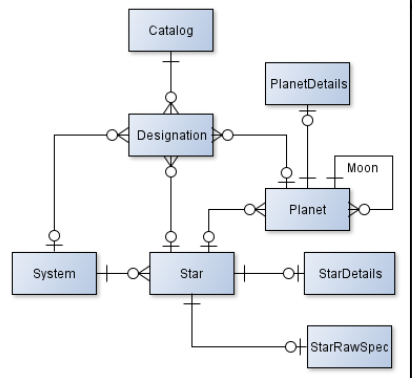 Catalog
PlanetDetails
Designation
Moon
Planet
System
Star
StarDetails
StarRawSpec